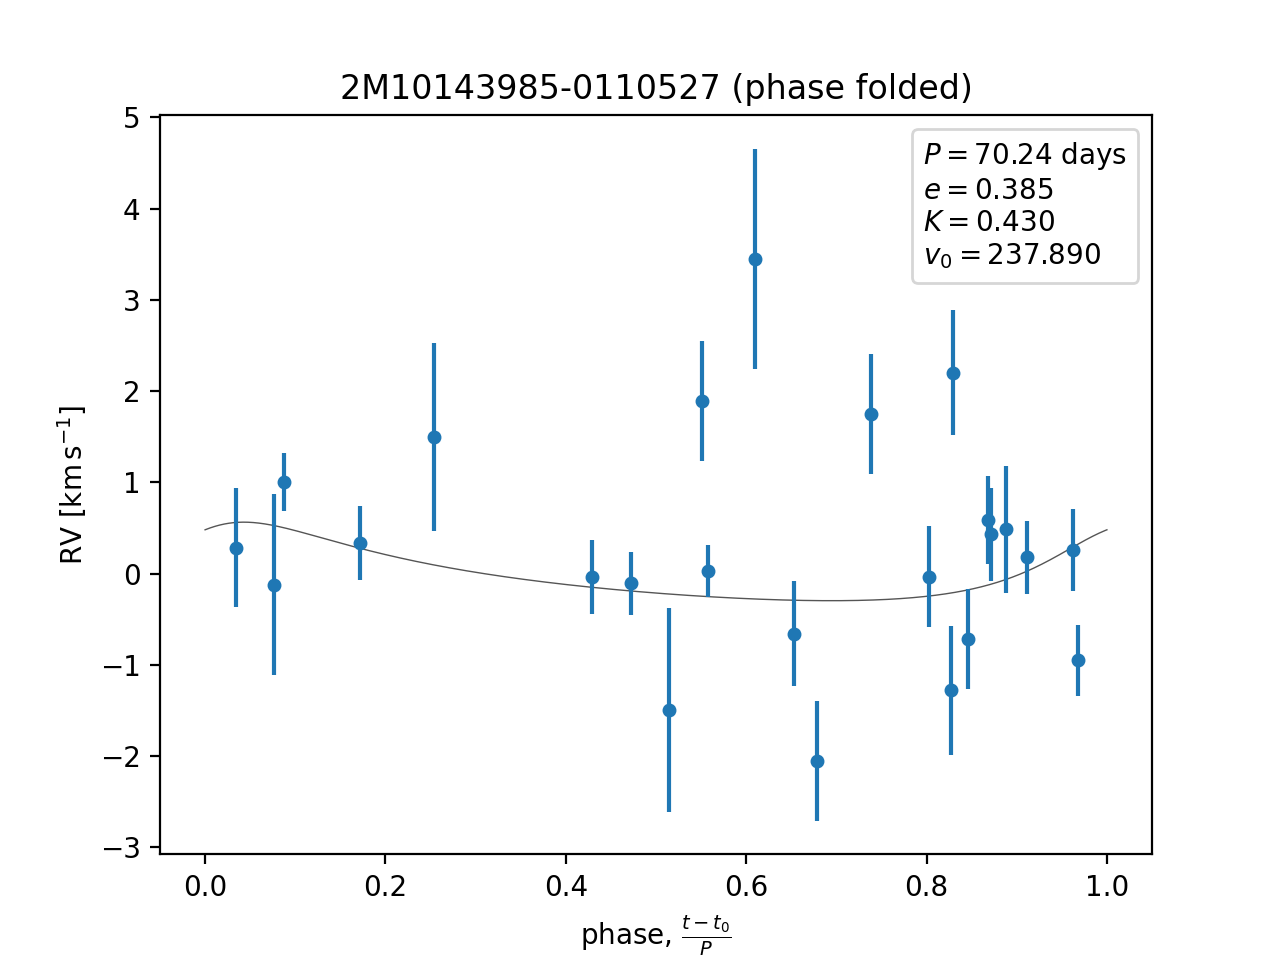 2M10143985-0110527 (phase folded)
P = 70.24 days
e = 0.385
K = 0.430
v₀ = 237.890
5
4
3
2
1
0
−1
−2
−3
RV [km s⁻¹]
0.0 0.2 0.4 0.6 0.8 1.0
phase, (t − t₀)/P